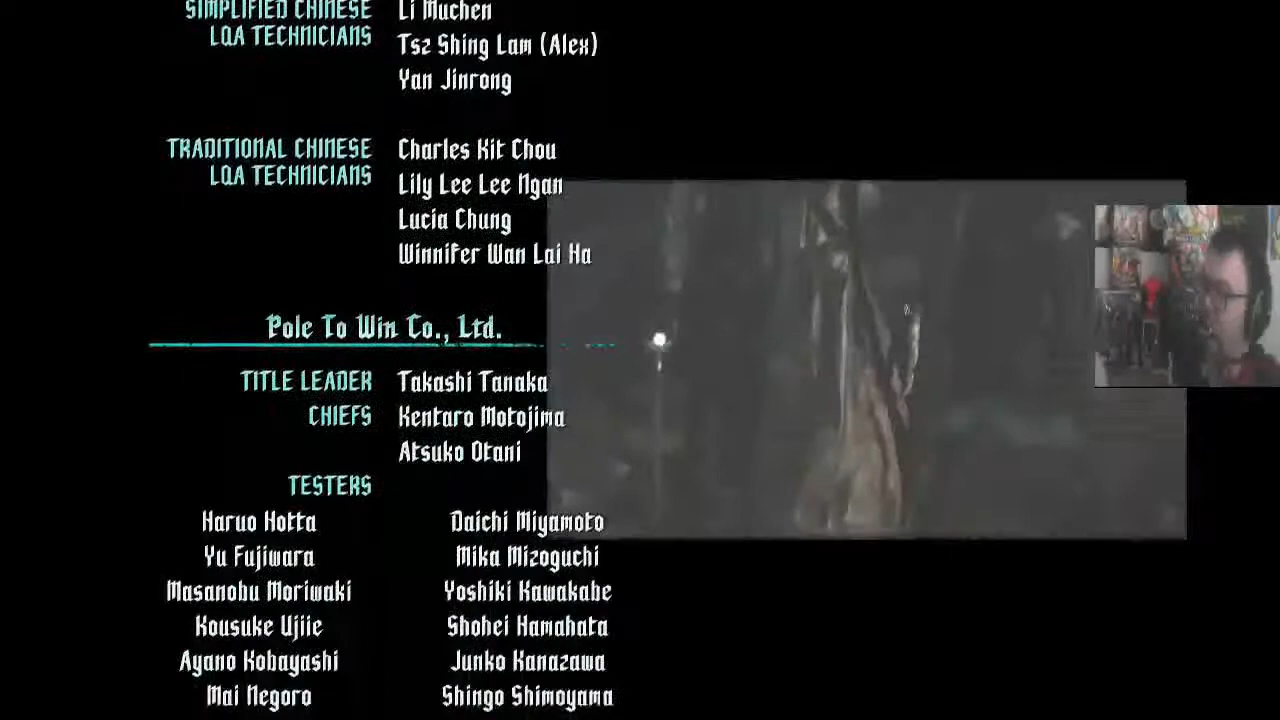 SIMPLIFIED CHINESE Li Muchen
LQA TECHNICIANS Tsz Shing Lam (Alex)
Yan Jinrong
TRADITIONAL CHINESE Charles Kit Chou
LQA TECHNICIANS Lily Lee Lee Ngan
Lucia Chung
Winnifer Wan Lai Ha
Pole To Win Co., Ltd.
TITLE LEADER Takashi Tanaka
CHIEFS Kentaro Motojima
Atsuko Otani
TESTERS
Haruo Hotta Daichi Miyamoto
Yu Fujiwara Mika Mizoguchi
Masanobu Moriwaki Yoshiki Kawakabe
Kousuke Ujiie Shohei Hamahata
Ayano Kobayashi Junko Kanazawa
Mai Negoro Shingo Shimoyama